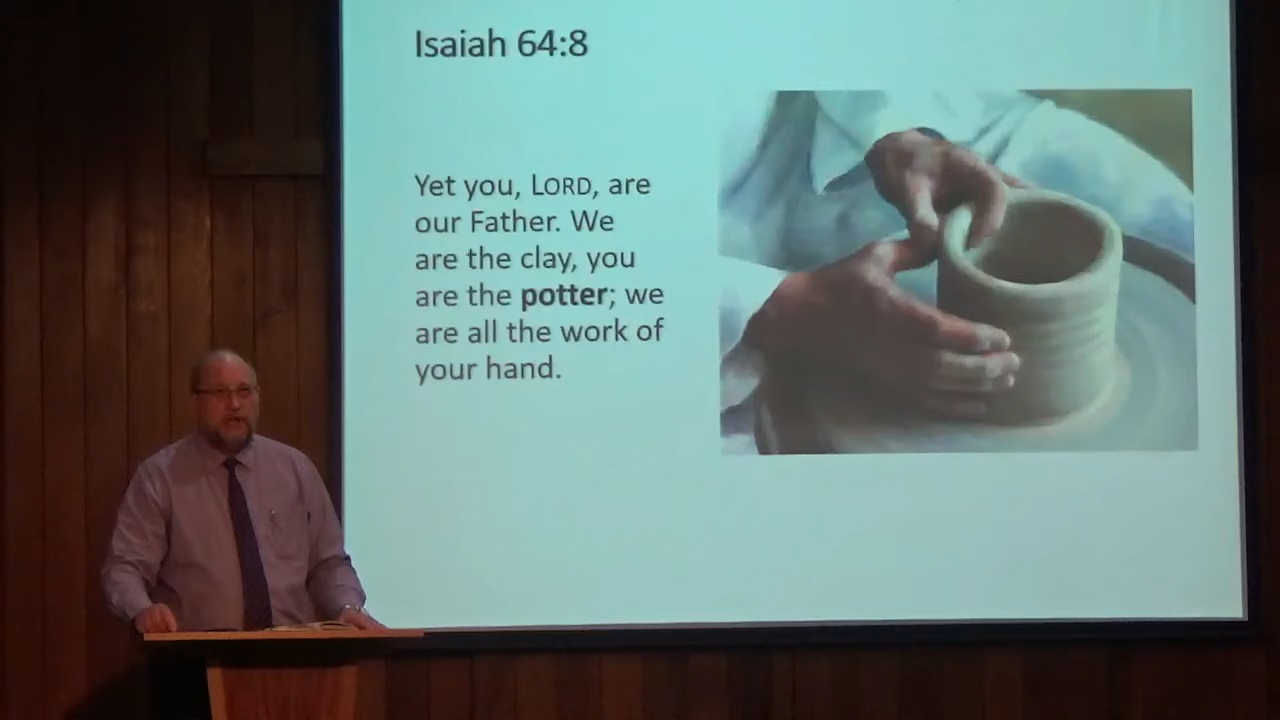 Isaiah 64:8
Yet you, LORD, are
our Father. We
are the clay, you
are the potter; we
are all the work of
your hand.